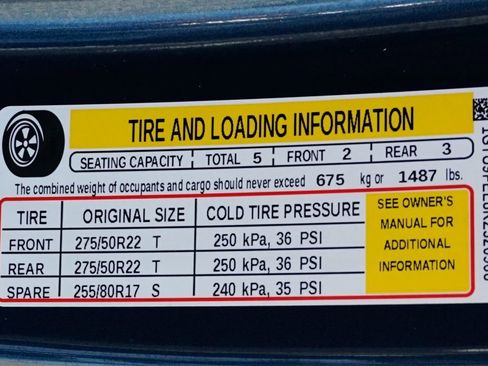 TIRE AND LOADING INFORMATION
SEATING CAPACITY TOTAL 5 FRONT 2 REAR 3
The combined weight of occupants and cargo should never exceed 675 kg or 1487 lbs.
TIRE ORIGINAL SIZE COLD TIRE PRESSURE
FRONT 275/50R22 T 250 kPa, 36 PSI
REAR 275/50R22 T 250 kPa, 36 PSI
SPARE 255/80R17 S 240 kPa, 35 PSI
SEE OWNER'S
MANUAL FOR
ADDITIONAL
INFORMATION